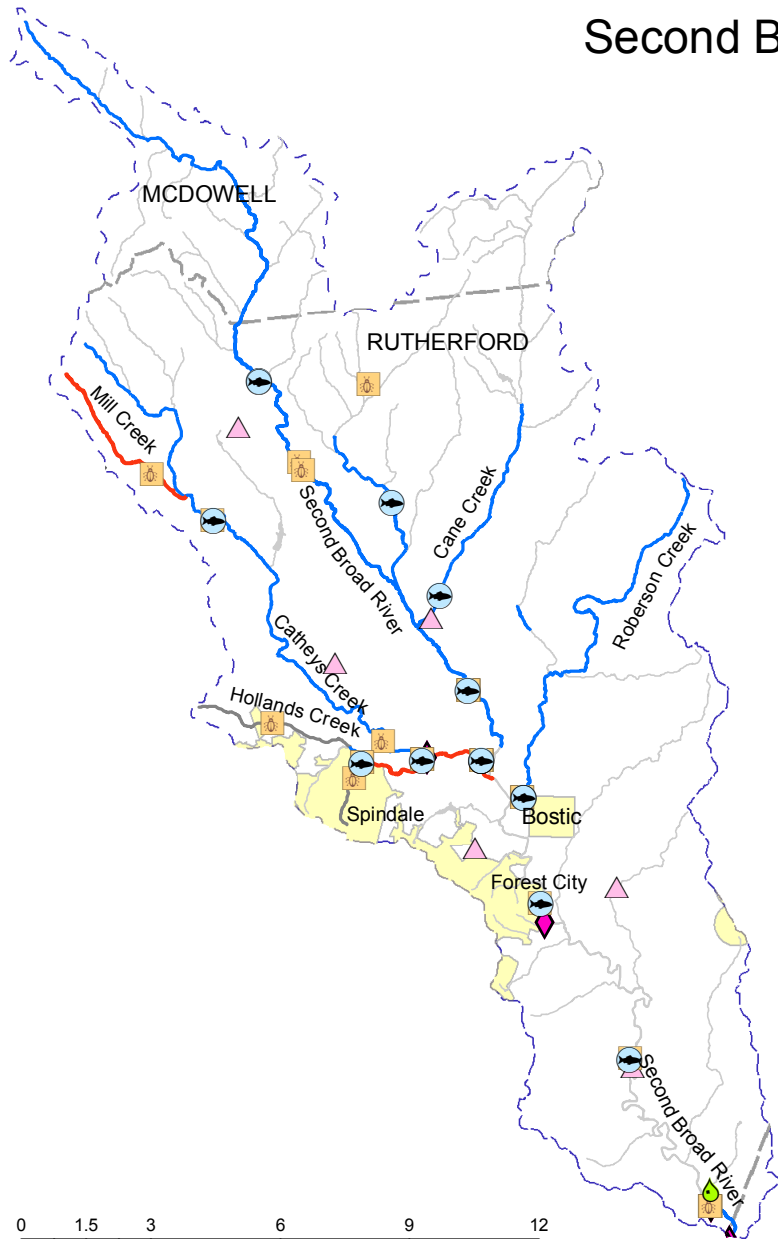 Second B
MCDOWELL
RUTHERFORD
Mill Creek
Cane Creek
Second Broad River
Roberson Creek
Catheys Creek
Hollands Creek
Spindale
Bostic
Forest City
Second Broad River
0 1.5 3 6 9 12